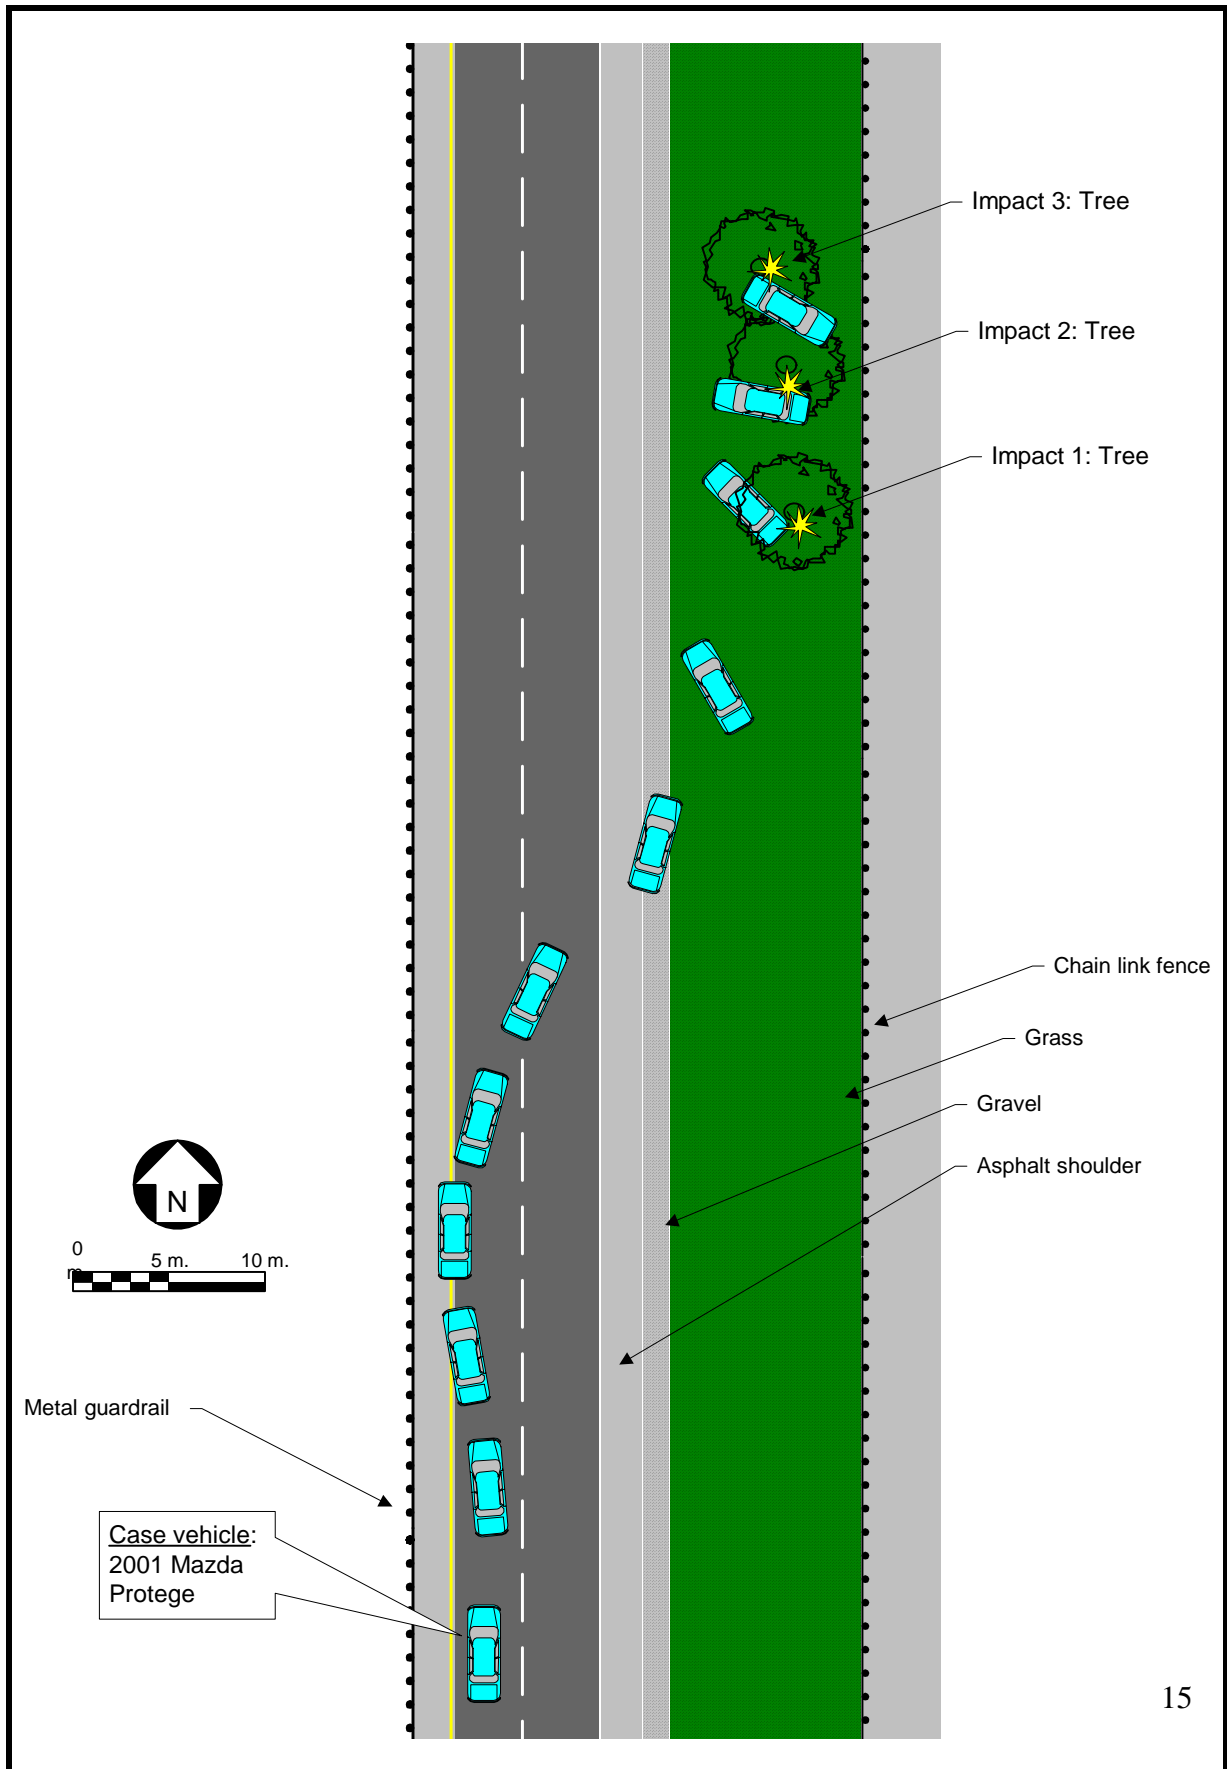 Impact 3: Tree
Impact 2: Tree
Impact 1: Tree
Chain link fence
Grass
Gravel
Asphalt shoulder
N
0
m.
5 m.
10 m.
Metal guardrail
Case vehicle:
2001 Mazda
Protege
15